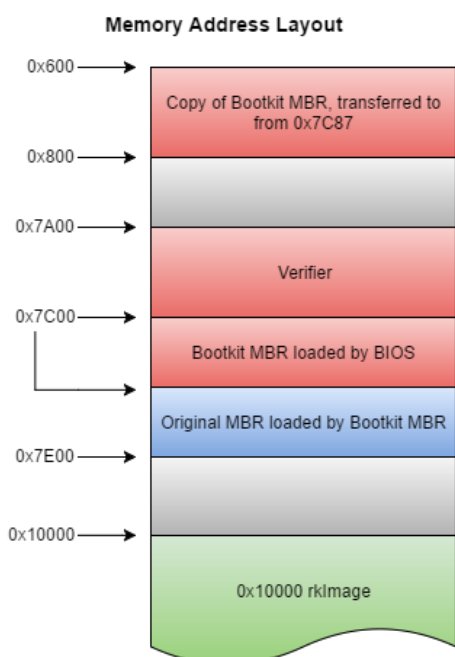 Memory Address Layout
0x600
Copy of Bootkit MBR, transferred to
from 0x7C87
0x800
0x7A00
Verifier
0x7C00
Bootkit MBR loaded by BIOS
Original MBR loaded by Bootkit MBR
0x7E00
0x10000
0x10000 rkImage